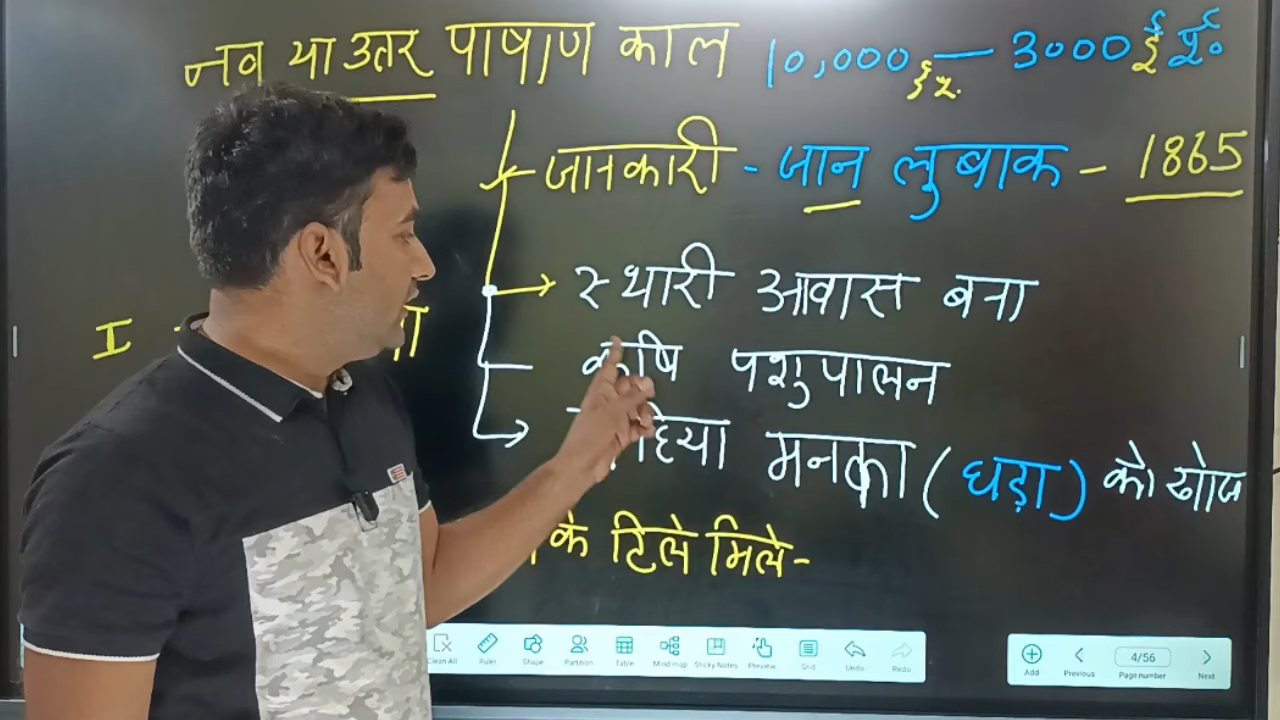 नव या उत्तर पाषाण काल 10,000 ई पू. — 3000 ई पू०
जानकारी - जान लुबाक - 1865
स्थायी आवास बना
I
कृषि पशुपालन
मनका (घड़ा) की खोज
के टिले मिले -
Clean All Ruler Shape Partition Table Mind map Sticky Notes Preview Grid Undo Redo
Add Previous 4/56 Page number Next